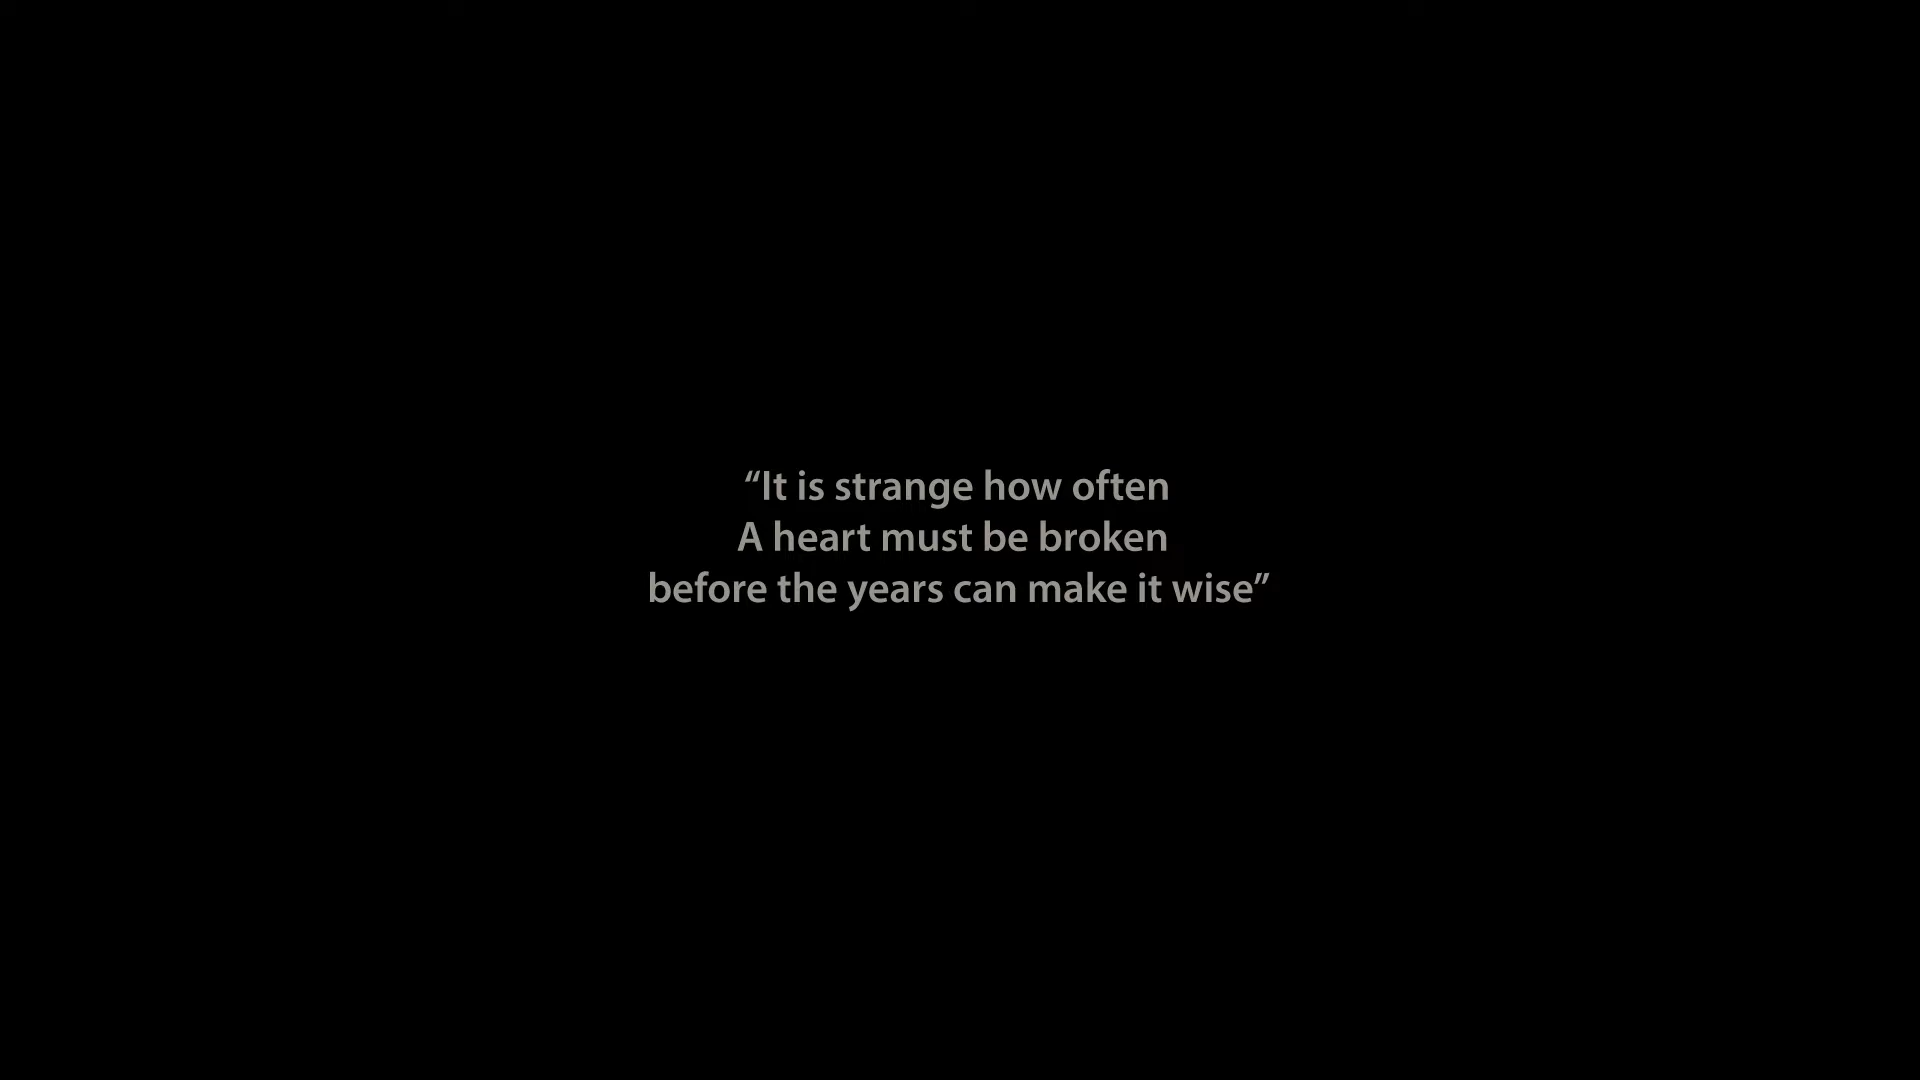 “It is strange how often
A heart must be broken
before the years can make it wise”